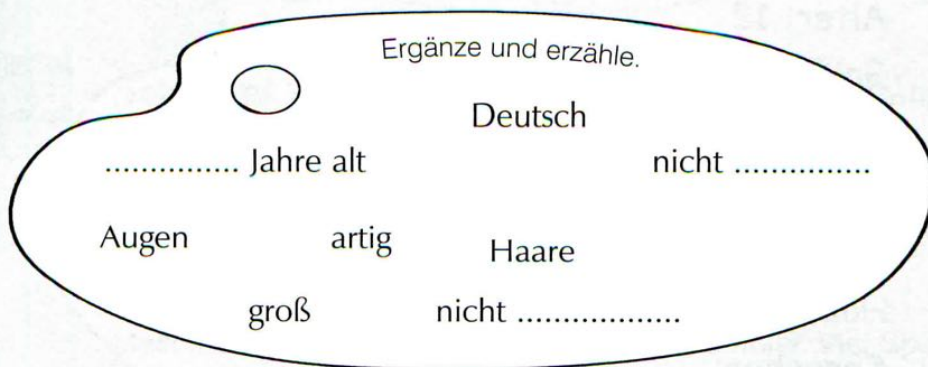 Ergänze und erzähle.
Deutsch
.............. Jahre alt
nicht ..............
Augen
artig
Haare
groß
nicht .................